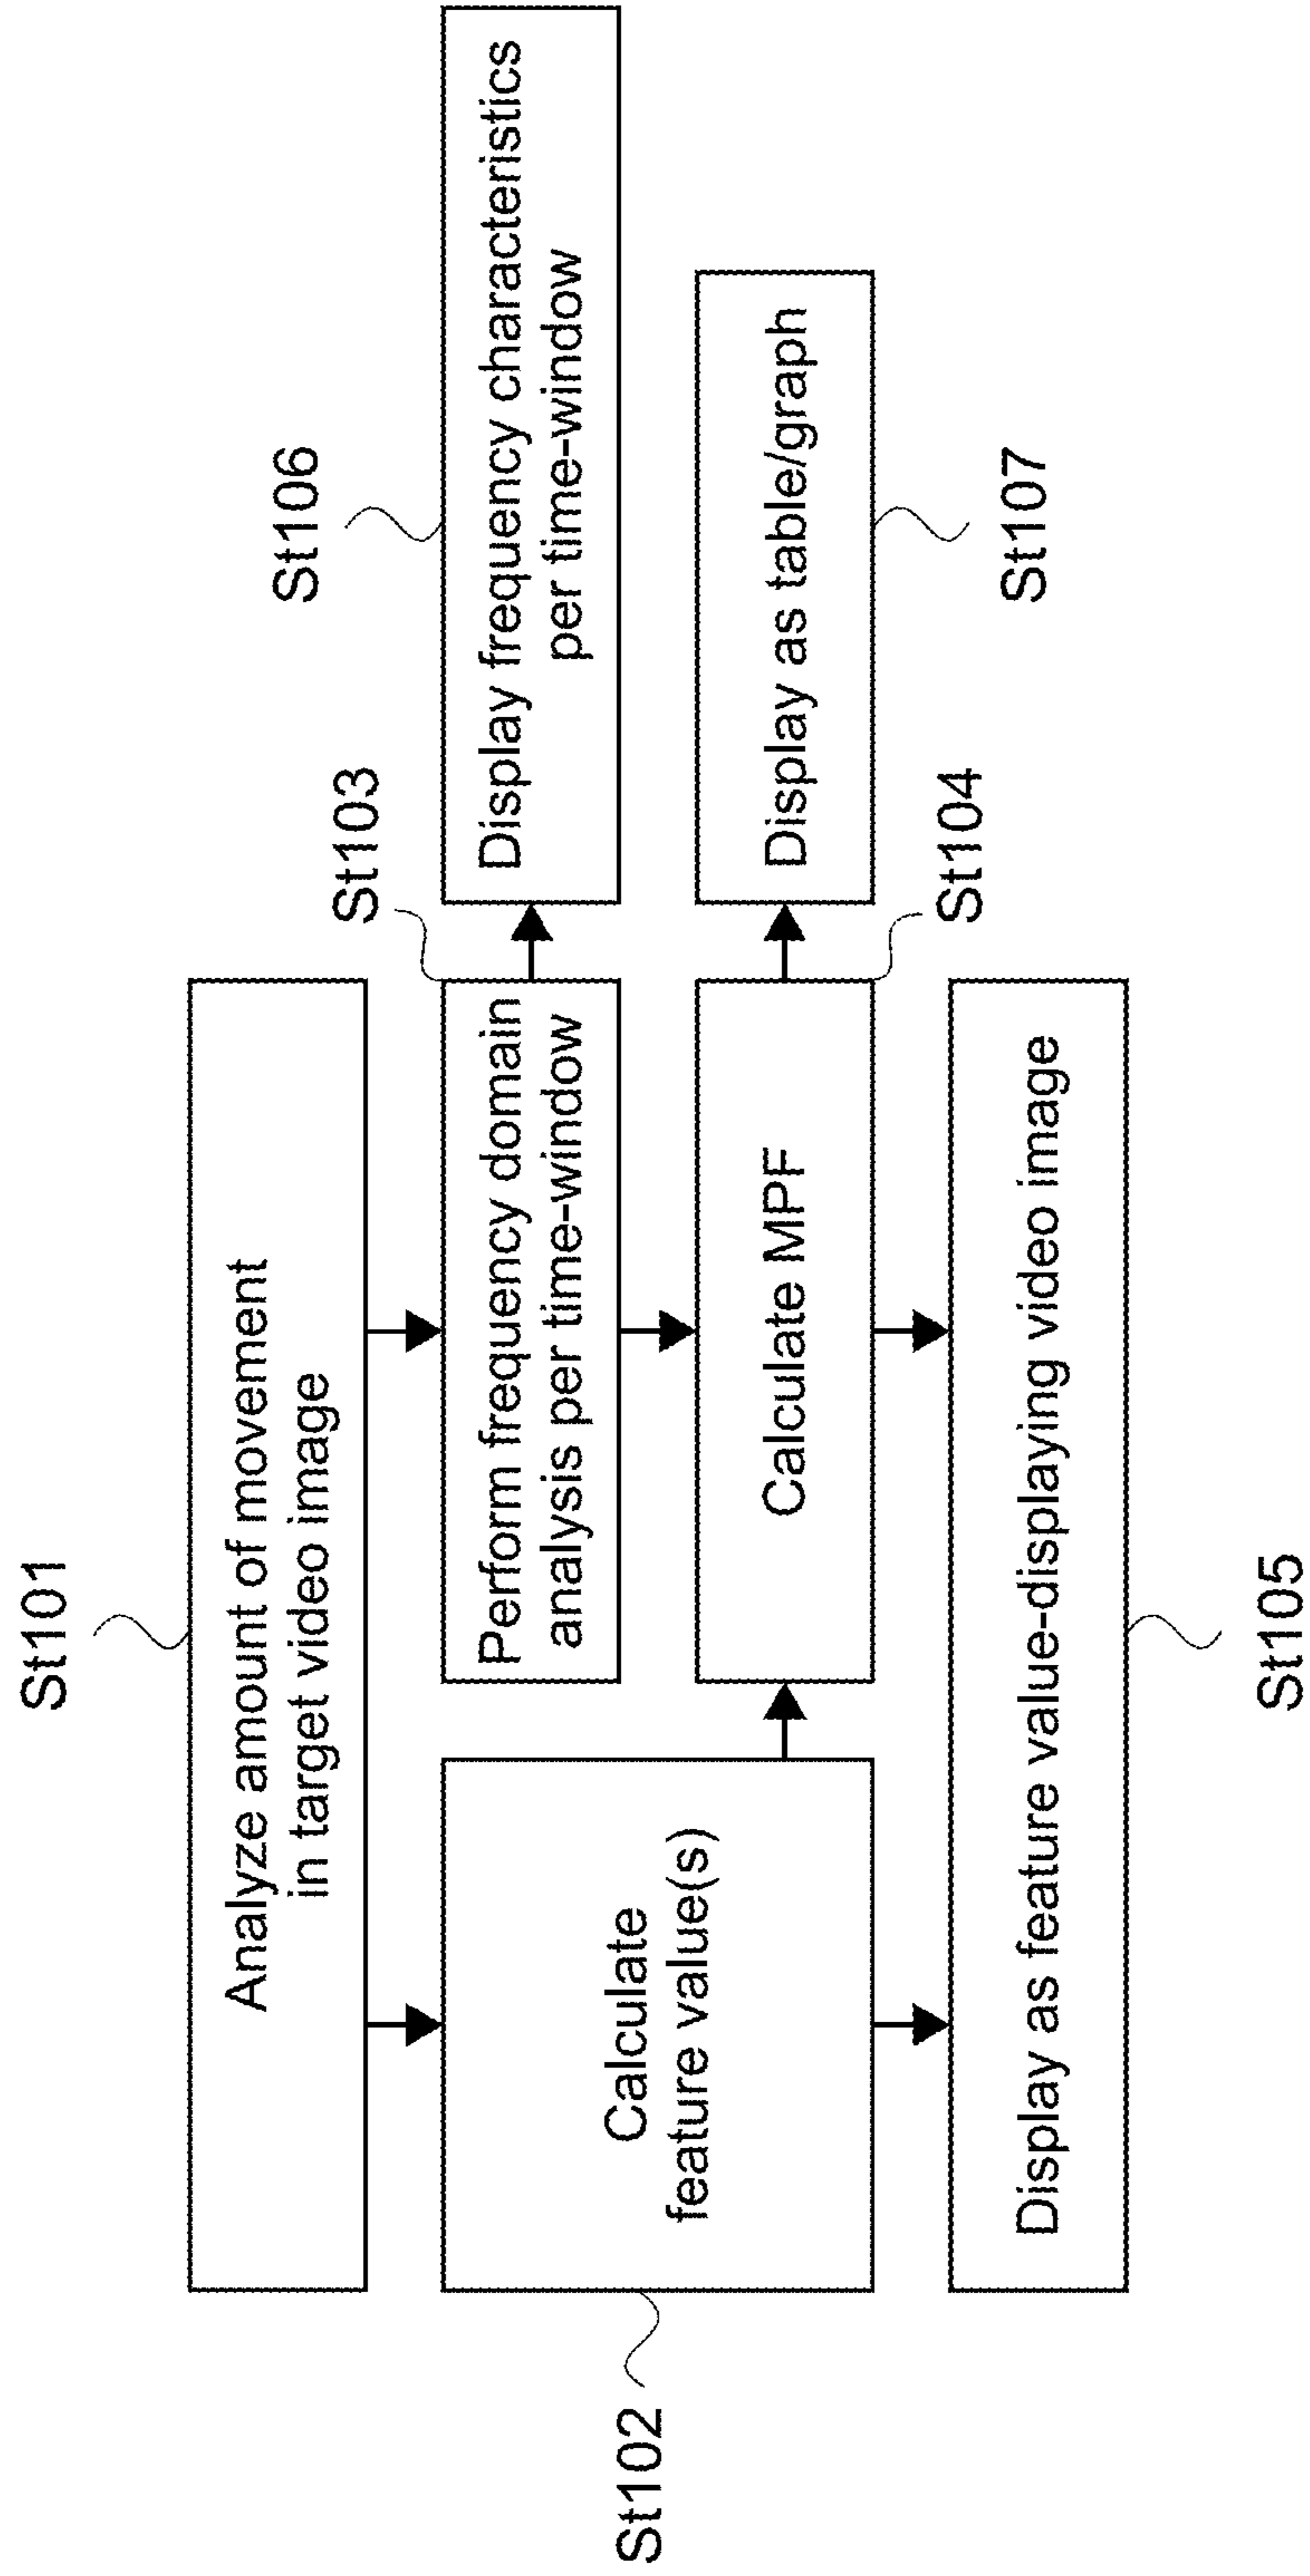 St101
Analyze amount of movement
in target video image
St102
Calculate
feature value(s)
St103
Perform frequency domain
analysis per time-window
St106
Display frequency characteristics
per time-window
Calculate MPF
St104
Display as table/graph
St107
Display as feature value-displaying video image
St105